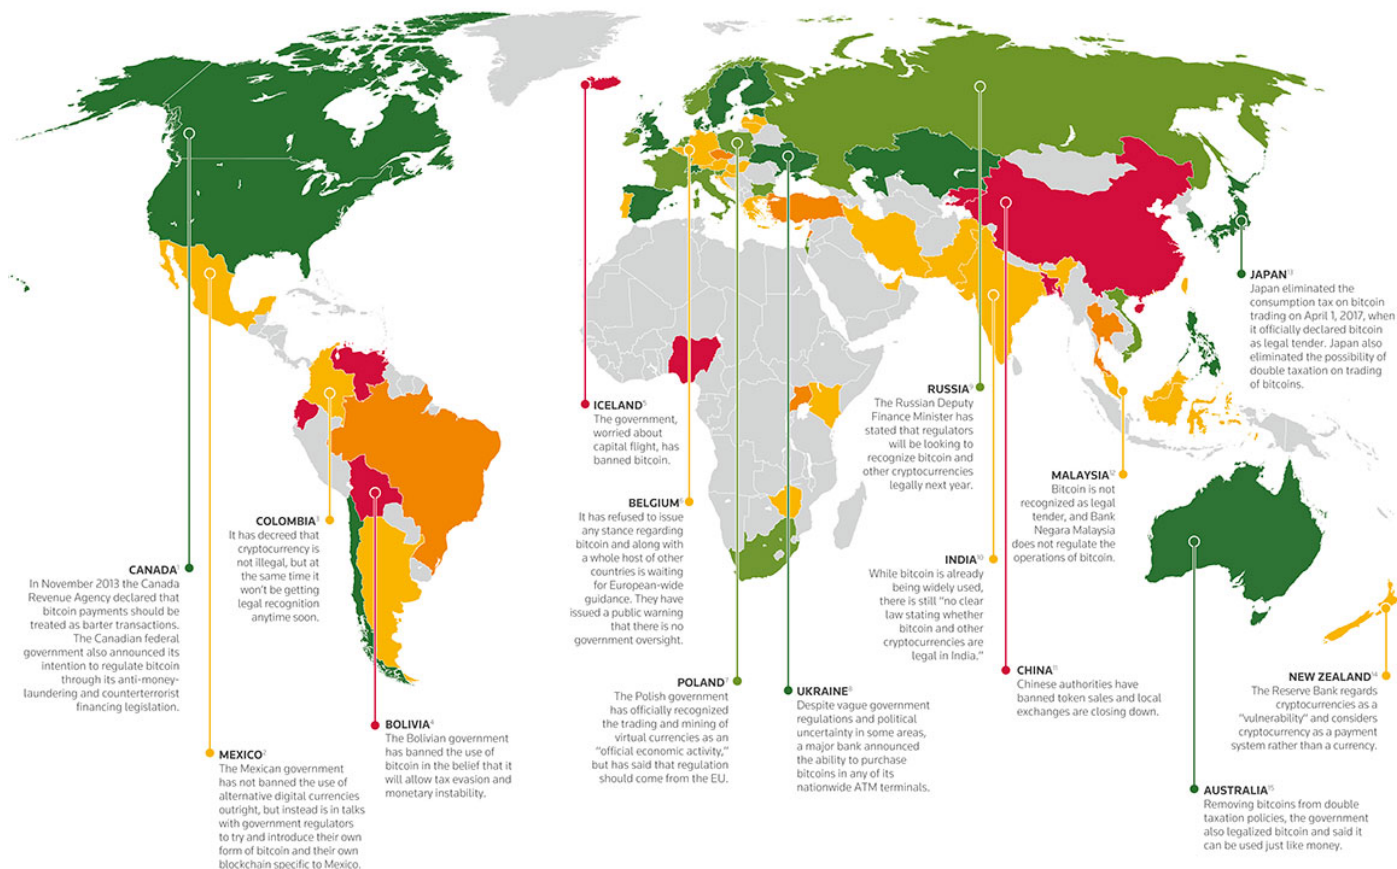 CANADA¹
In November 2013 the Canada
Revenue Agency declared that
bitcoin payments should be
treated as barter transactions.
The Canadian federal
government also announced its
intention to regulate bitcoin
through its anti-money-
laundering and counterterrorist
financing legislation.
MEXICO²
The Mexican government
has not banned the use of
alternative digital currencies
outright, but instead is in talks
with government regulators
to try and introduce their own
form of bitcoin and their own
blockchain specific to Mexico.
COLOMBIA³
It has decreed that
cryptocurrency is
not illegal, but at
the same time it
won't be getting
legal recognition
anytime soon.
BOLIVIA⁴
The Bolivian government
has banned the use of
bitcoin in the belief that it
will allow tax evasion and
monetary instability.
ICELAND⁵
The government,
worried about
capital flight, has
banned bitcoin.
BELGIUM⁶
It has refused to issue
any stance regarding
bitcoin and along with
a whole host of other
countries is waiting
for European-wide
guidance. They have
issued a public warning
that there is no
government oversight.
POLAND⁷
The Polish government
has officially recognized
the trading and mining of
virtual currencies as an
"official economic activity,"
but has said that regulation
should come from the EU.
UKRAINE⁸
Despite vague government
regulations and political
uncertainty in some areas,
a major bank announced
the ability to purchase
bitcoins in any of its
nationwide ATM terminals.
RUSSIA⁹
The Russian Deputy
Finance Minister has
stated that regulators
will be looking to
recognize bitcoin and
other cryptocurrencies
legally next year.
INDIA¹⁰
While bitcoin is already
being widely used,
there is still "no clear
law stating whether
bitcoin and other
cryptocurrencies are
legal in India."
CHINA¹¹
Chinese authorities have
banned token sales and local
exchanges are closing down.
MALAYSIA¹²
Bitcoin is not
recognized as legal
tender, and Bank
Negara Malaysia
does not regulate the
operations of bitcoin.
JAPAN¹³
Japan eliminated the
consumption tax on bitcoin
trading on April 1, 2017, when
it officially declared bitcoin
as legal tender. Japan also
eliminated the possibility of
double taxation on trading
of bitcoins.
NEW ZEALAND¹⁴
The Reserve Bank regards
cryptocurrencies as a
"vulnerability" and considers
cryptocurrency as a payment
system rather than a currency.
AUSTRALIA¹⁵
Removing bitcoins from double
taxation policies, the government
also legalized bitcoin and said it
can be used just like money.